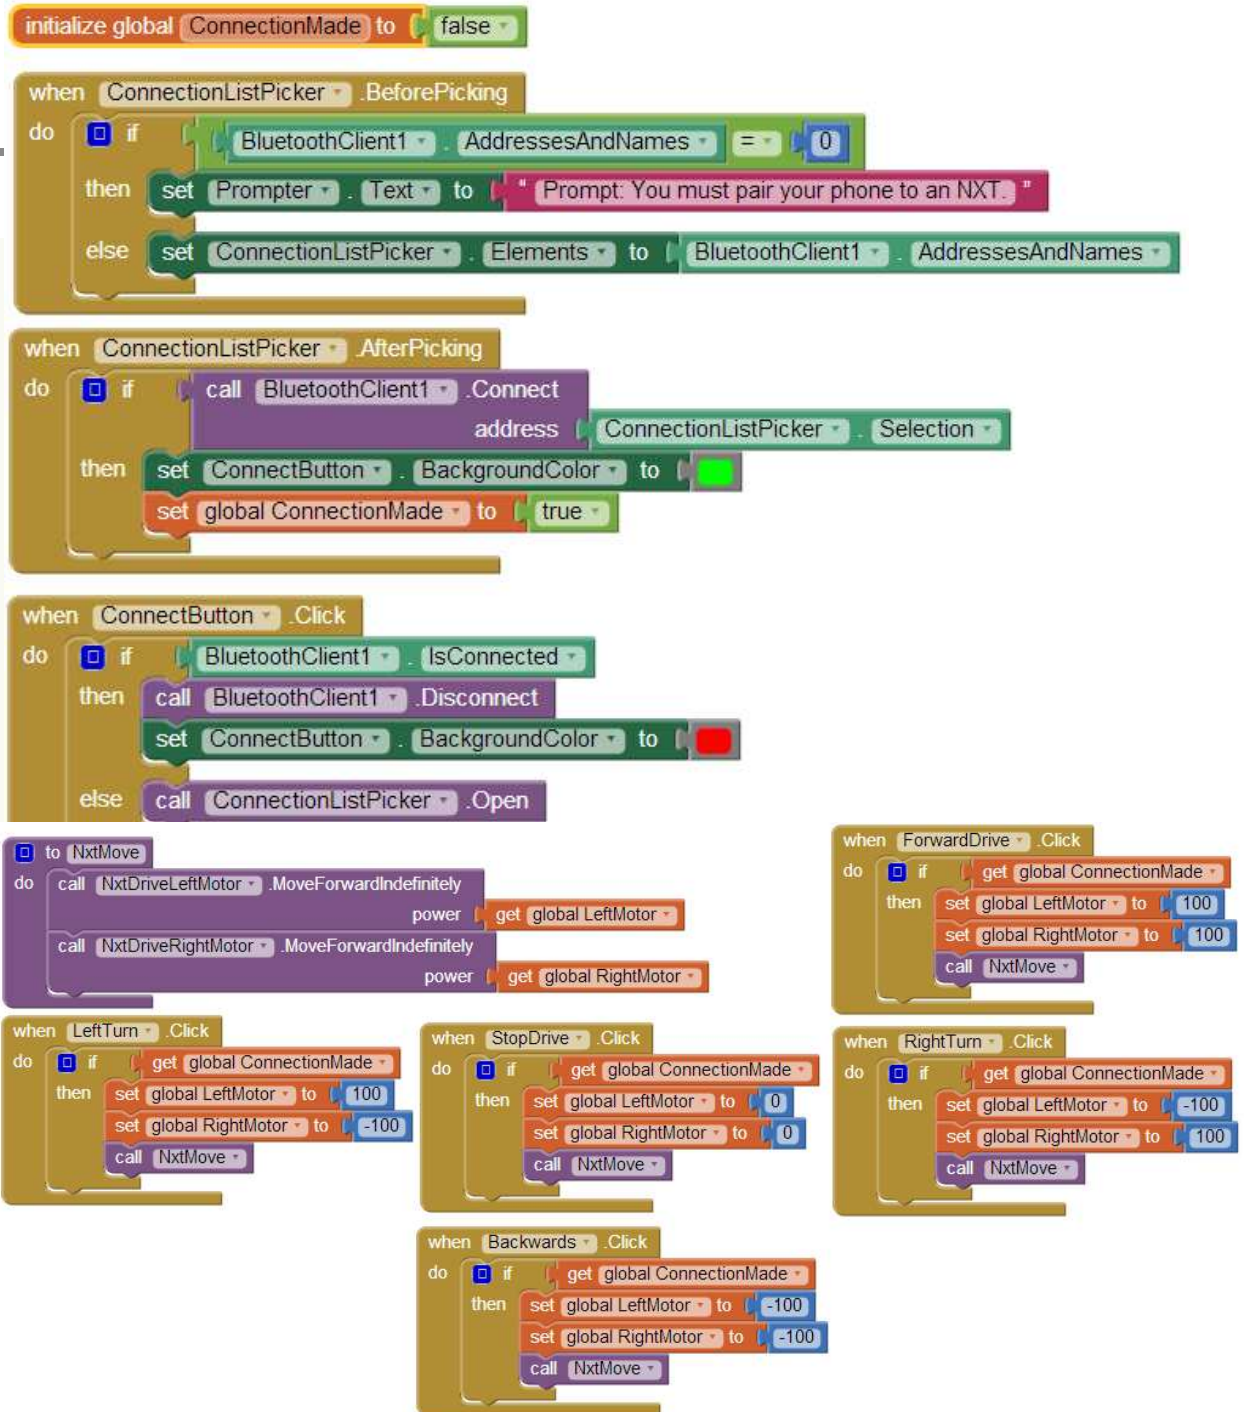 initialize global ConnectionMade to false
when ConnectionListPicker .BeforePicking
do if BluetoothClient1 . AddressesAndNames = 0
then set Prompter . Text to " Prompt: You must pair your phone to an NXT. "
else set ConnectionListPicker . Elements to BluetoothClient1 . AddressesAndNames
when ConnectionListPicker .AfterPicking
do if call BluetoothClient1 .Connect
address ConnectionListPicker . Selection
then set ConnectButton . BackgroundColor to
set global ConnectionMade to true
when ConnectButton .Click
do if BluetoothClient1 . IsConnected
then call BluetoothClient1 .Disconnect
set ConnectButton . BackgroundColor to
else call ConnectionListPicker .Open
to NxtMove
do call NxtDriveLeftMotor .MoveForwardIndefinitely
power get global LeftMotor
call NxtDriveRightMotor .MoveForwardIndefinitely
power get global RightMotor
when ForwardDrive .Click
do if get global ConnectionMade
then set global LeftMotor to 100
set global RightMotor to 100
call NxtMove
when LeftTurn .Click
do if get global ConnectionMade
then set global LeftMotor to 100
set global RightMotor to -100
call NxtMove
when StopDrive .Click
do if get global ConnectionMade
then set global LeftMotor to 0
set global RightMotor to 0
call NxtMove
when RightTurn .Click
do if get global ConnectionMade
then set global LeftMotor to -100
set global RightMotor to 100
call NxtMove
when Backwards .Click
do if get global ConnectionMade
then set global LeftMotor to -100
set global RightMotor to -100
call NxtMove